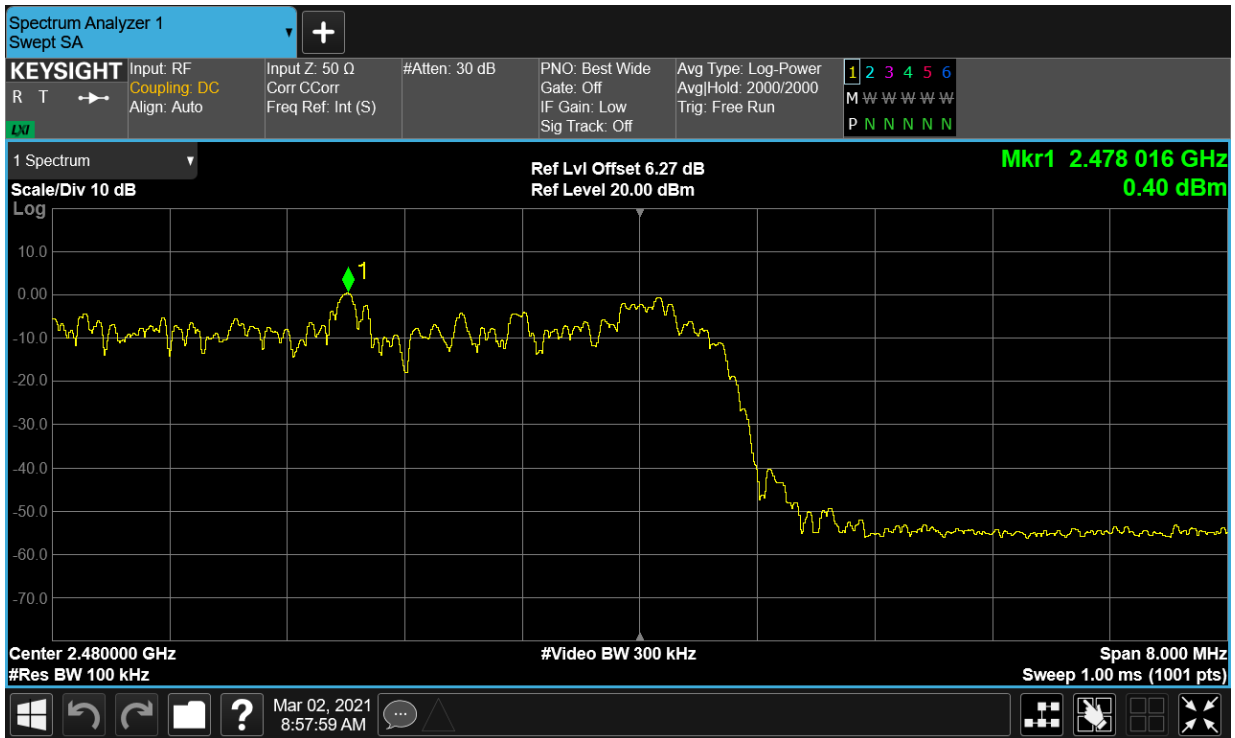 Spectrum Analyzer 1
Swept SA
KEYSIGHT
R T
LXI
Input: RF
Coupling: DC
Align: Auto
Input Z: 50 Ω
Corr CCorr
Freq Ref: Int (S)
#Atten: 30 dB
PNO: Best Wide
Gate: Off
IF Gain: Low
Sig Track: Off
Avg Type: Log-Power
Avg|Hold: 2000/2000
Trig: Free Run
1 2 3 4 5 6
M W W W W W
P N N N N N
1 Spectrum
Scale/Div 10 dB
Log
Ref Lvl Offset 6.27 dB
Ref Level 20.00 dBm
Mkr1 2.478 016 GHz
0.40 dBm
1
10.0
0.00
-10.0
-20.0
-30.0
-40.0
-50.0
-60.0
-70.0
Center 2.480000 GHz
#Res BW 100 kHz
#Video BW 300 kHz
Span 8.000 MHz
Sweep 1.00 ms (1001 pts)
?
Mar 02, 2021
8:57:59 AM